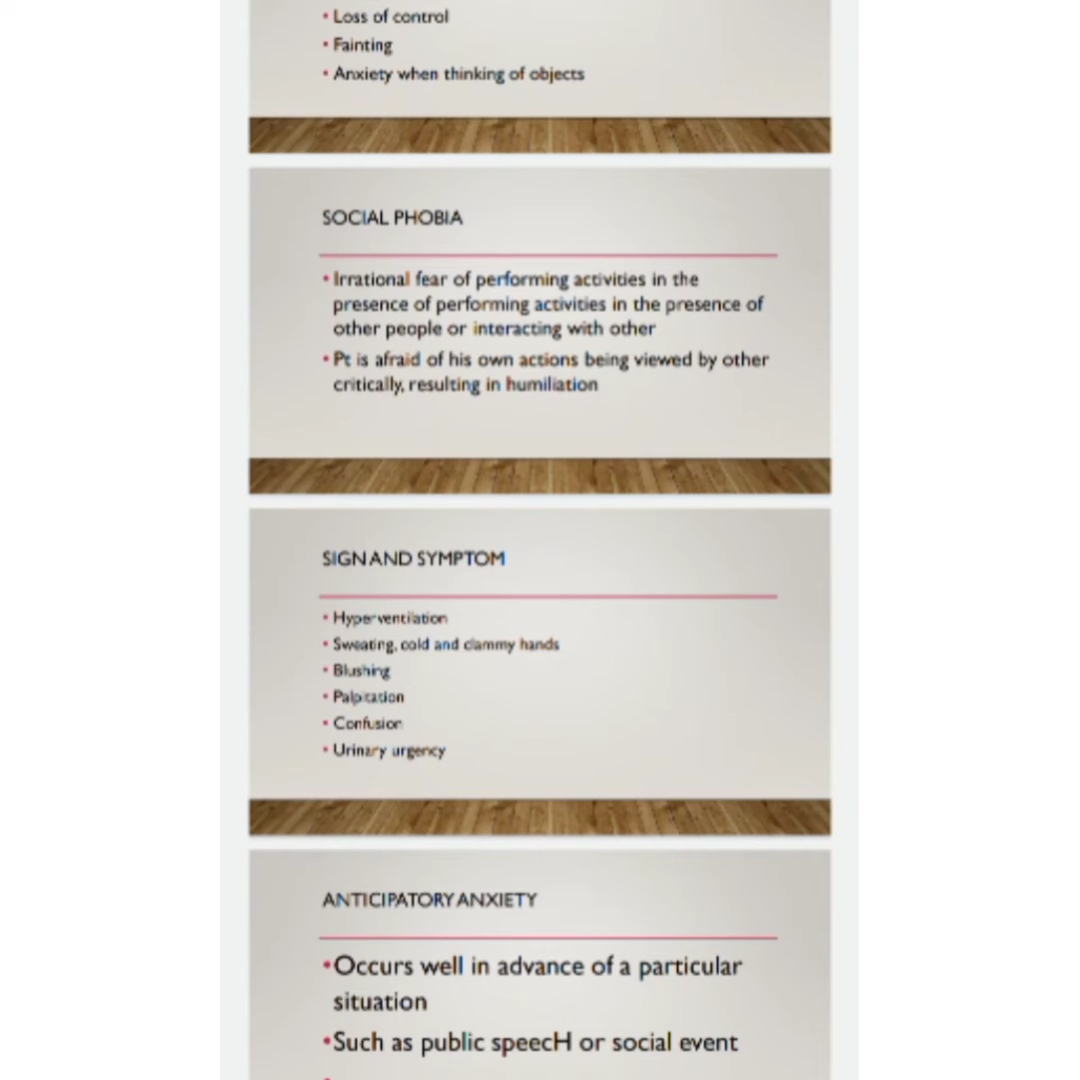 • Loss of control
• Fainting
• Anxiety when thinking of objects
SOCIAL PHOBIA
• Irrational fear of performing activities in the
presence of performing activities in the presence of
other people or interacting with other
• Pt is afraid of his own actions being viewed by other
critically, resulting in humiliation
SIGN AND SYMPTOM
• Hyperventilation
• Sweating, cold and clammy hands
• Blushing
• Palpitation
• Confusion
• Urinary urgency
ANTICIPATORY ANXIETY
• Occurs well in advance of a particular
situation
• Such as public speecH or social event